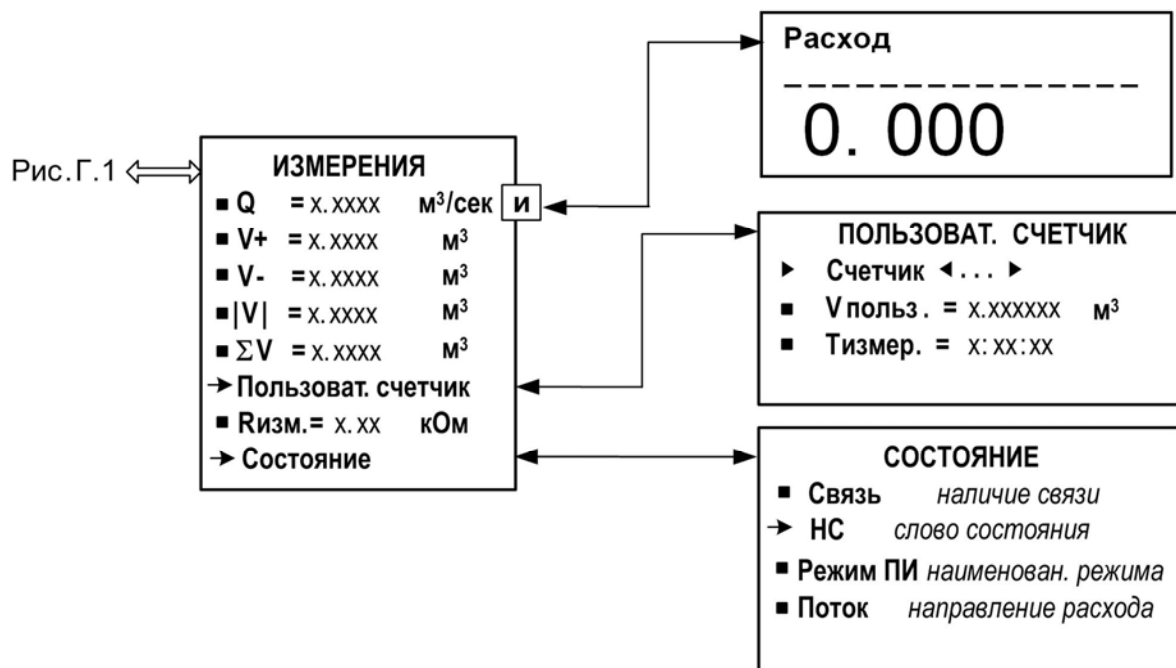 Рис.Г.1
ИЗМЕРЕНИЯ
■ Q = x.xxxx м³/сек и
■ V+ = x.xxxx м³
■ V- = x.xxxx м³
■ |V| = x.xxxx м³
■ ΣV = x.xxxx м³
→ Пользоват. счетчик
■ Rизм.= x.xx кОм
→ Состояние
Расход
0. 000
ПОЛЬЗОВАТ. СЧЕТЧИК
▶ Счетчик ◀ . . . ▶
■ Vпольз. = x.xxxxxx м³
■ Тизмер. = x:xx:xx
СОСТОЯНИЕ
■ Связь наличие связи
→ НС слово состояния
■ Режим ПИ наименован. режима
■ Поток направление расхода